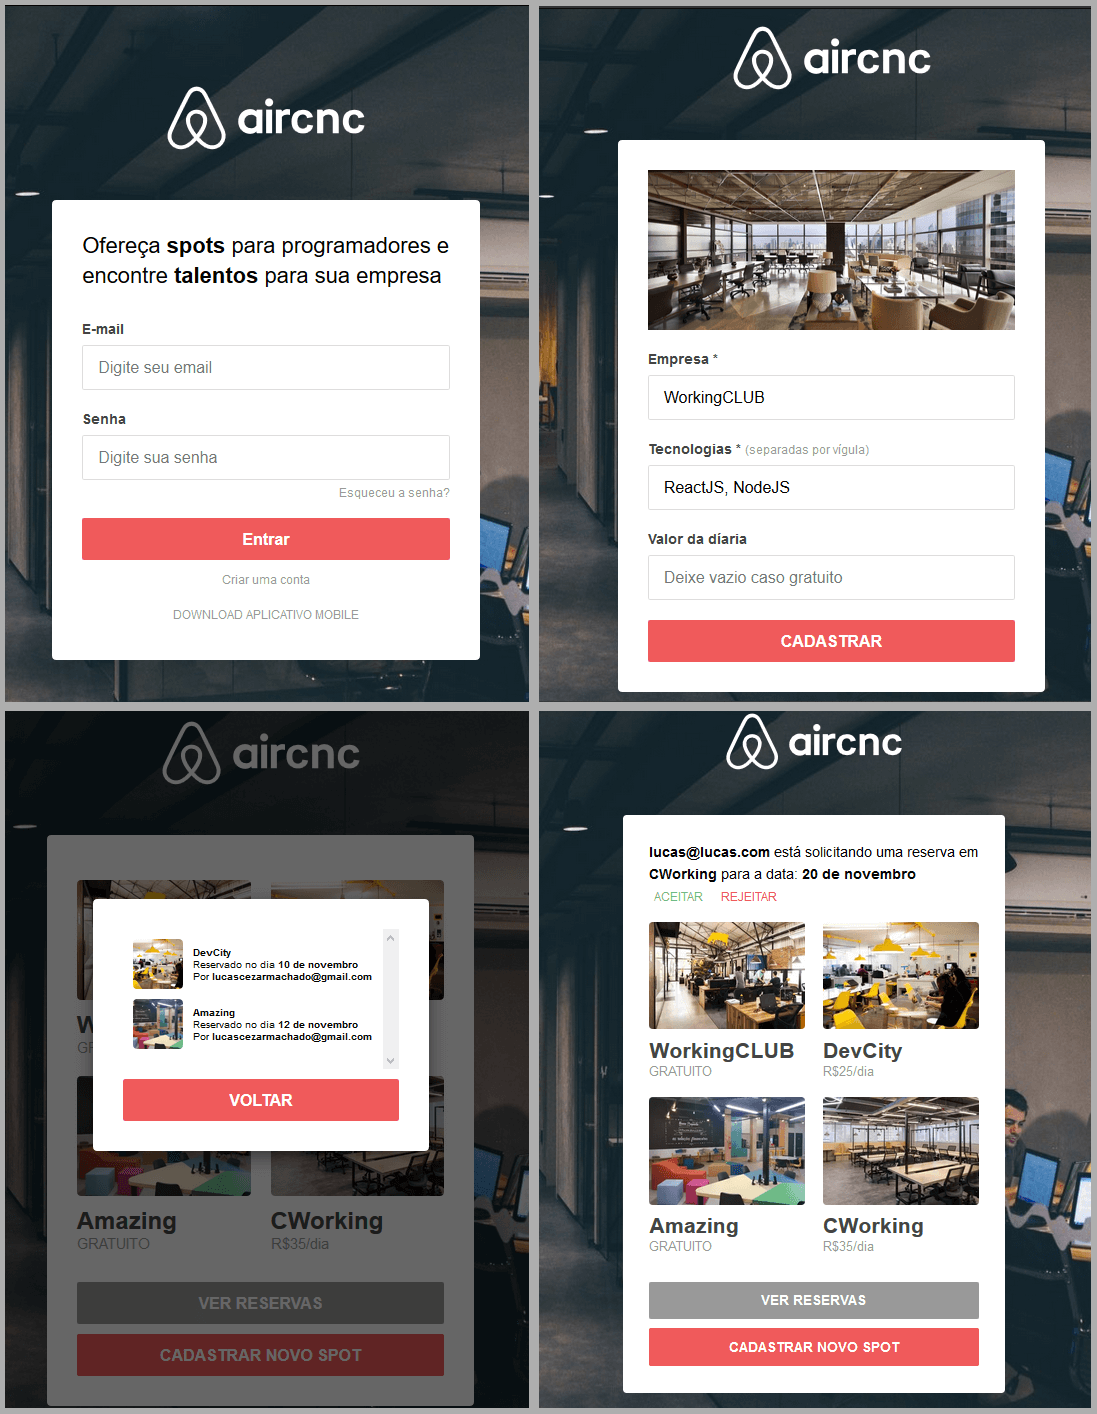 aircnc
Ofereça spots para programadores e
encontre talentos para sua empresa
E-mail
Digite seu email
Senha
Digite sua senha
Esqueceu a senha?
Entrar
Criar uma conta
DOWNLOAD APLICATIVO MOBILE
aircnc
Empresa *
WorkingCLUB
Tecnologias * (separadas por vígula)
ReactJS, NodeJS
Valor da díaria
Deixe vazio caso gratuito
CADASTRAR
aircnc
DevCity
Reservado no dia 10 de novembro
Por lucascezarmachado@gmail.com
Amazing
Reservado no dia 12 de novembro
Por lucascezarmachado@gmail.com
VOLTAR
Amazing
GRATUITO
CWorking
R$35/dia
VER RESERVAS
CADASTRAR NOVO SPOT
aircnc
lucas@lucas.com está solicitando uma reserva em
CWorking para a data: 20 de novembro
ACEITAR REJEITAR
WorkingCLUB
GRATUITO
DevCity
R$25/dia
Amazing
GRATUITO
CWorking
R$35/dia
VER RESERVAS
CADASTRAR NOVO SPOT